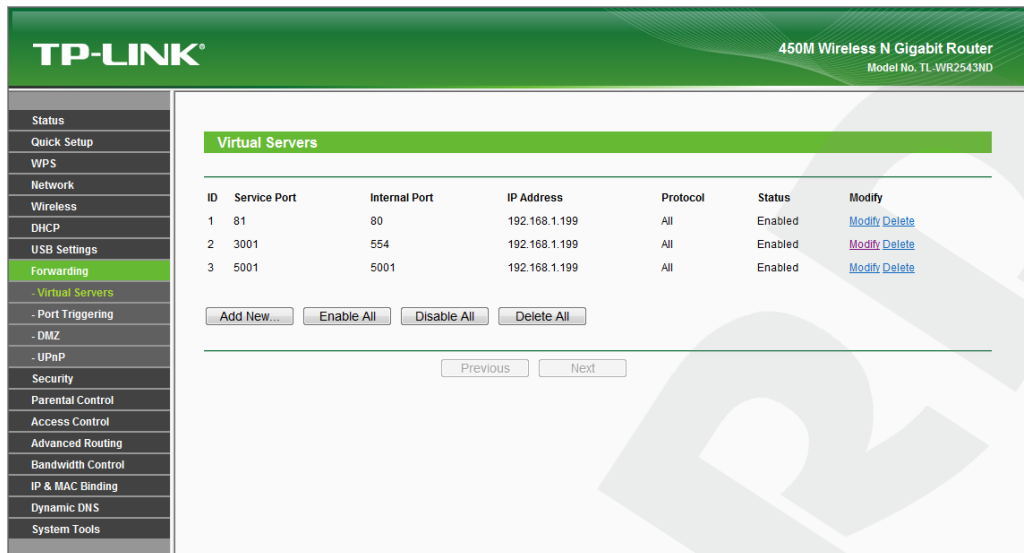 TP-LINK®
450M Wireless N Gigabit Router
Model No. TL-WR2543ND
Status
Quick Setup
WPS
Network
Wireless
DHCP
USB Settings
Forwarding
- Virtual Servers
- Port Triggering
- DMZ
- UPnP
Security
Parental Control
Access Control
Advanced Routing
Bandwidth Control
IP & MAC Binding
Dynamic DNS
System Tools
Virtual Servers
ID Service Port Internal Port IP Address Protocol Status Modify
1 81 80 192.168.1.199 All Enabled Modify Delete
2 3001 554 192.168.1.199 All Enabled Modify Delete
3 5001 5001 192.168.1.199 All Enabled Modify Delete
Add New... Enable All Disable All Delete All
Previous Next